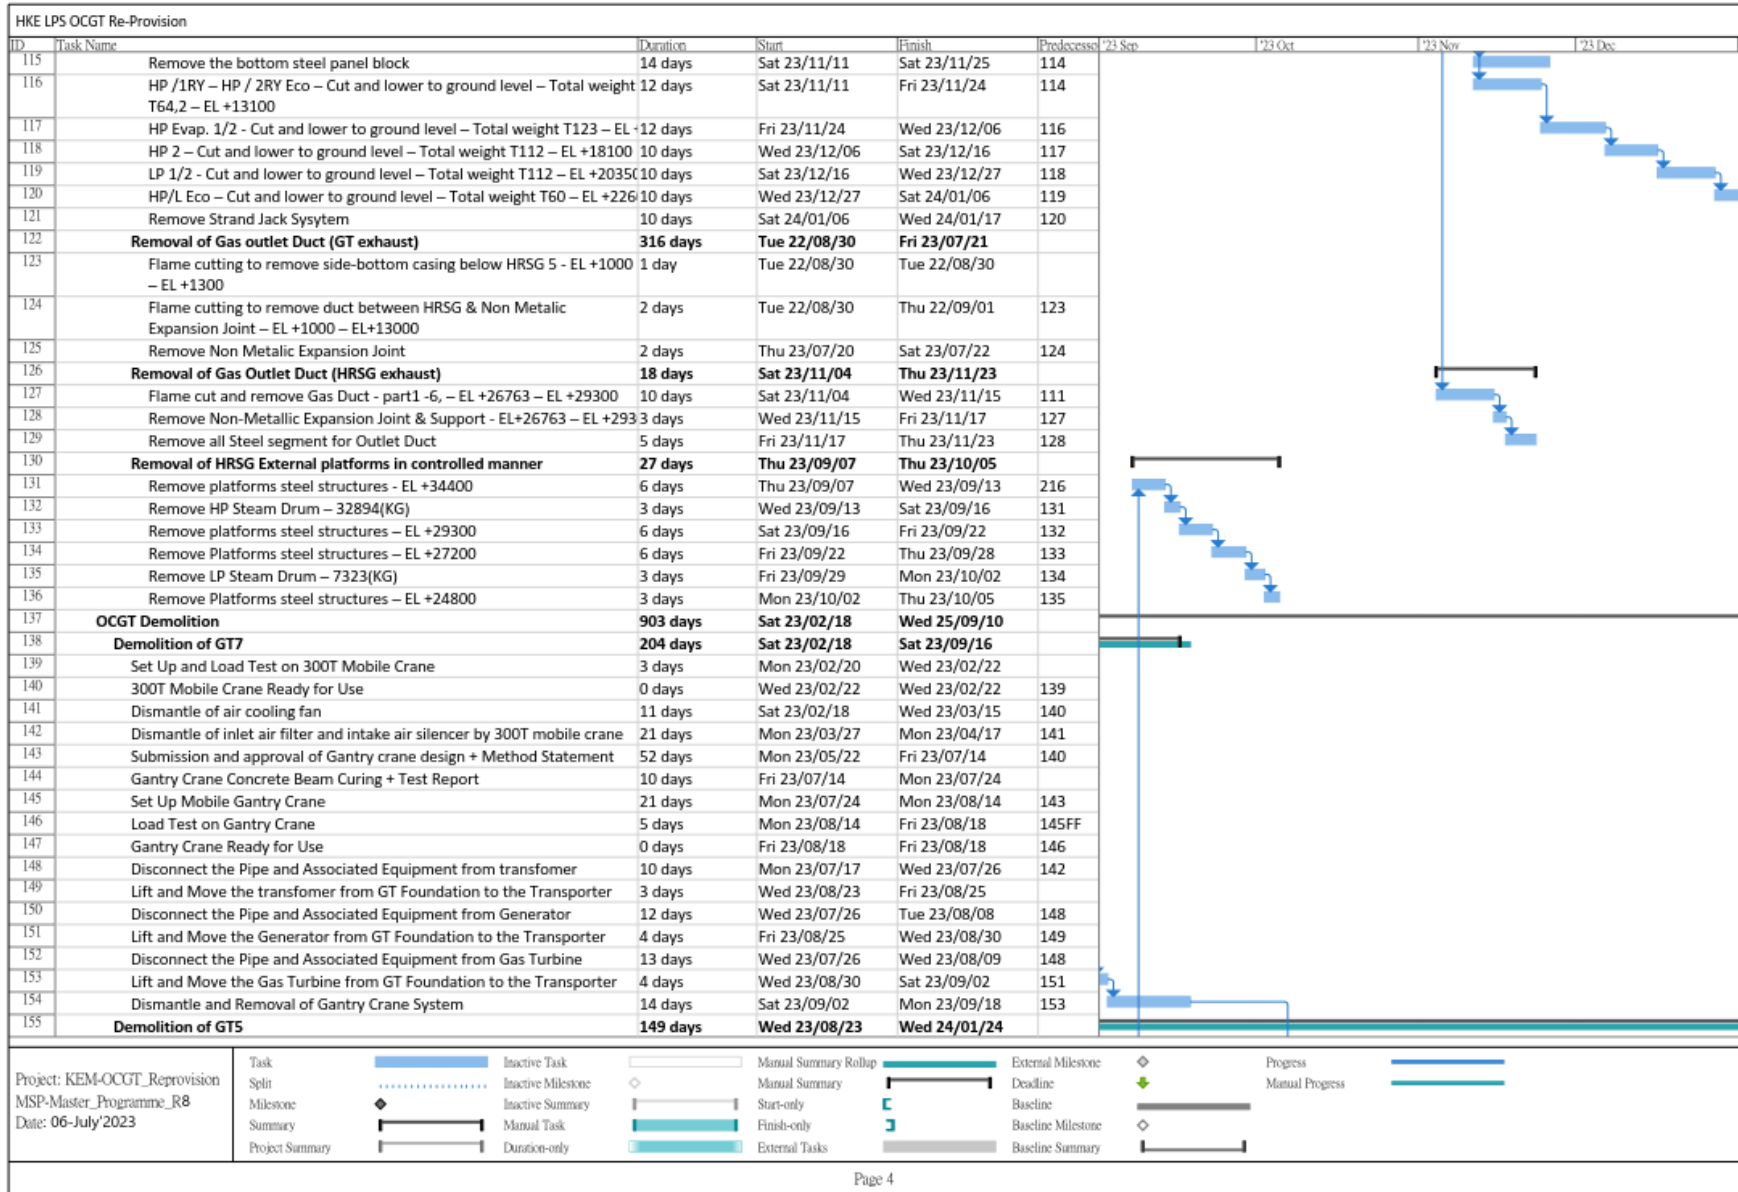 HKE LPS OCGT Re-Provision
ID Task Name Duration Start Finish Predecesso '23 Sep '23 Oct '23 Nov '23 Dec
115 Remove the bottom steel panel block 14 days Sat 23/11/11 Sat 23/11/25 114
116 HP /1RY – HP / 2RY Eco – Cut and lower to ground level – Total weight 12 days Sat 23/11/11 Fri 23/11/24 114
T64,2 – EL +13100
117 HP Evap. 1/2 - Cut and lower to ground level – Total weight T123 – EL 12 days Fri 23/11/24 Wed 23/12/06 116
118 HP 2 – Cut and lower to ground level – Total weight T112 – EL +18100 10 days Wed 23/12/06 Sat 23/12/16 117
119 LP 1/2 - Cut and lower to ground level – Total weight T112 – EL +20350 10 days Sat 23/12/16 Wed 23/12/27 118
120 HP/L Eco – Cut and lower to ground level – Total weight T60 – EL +226 10 days Wed 23/12/27 Sat 24/01/06 119
121 Remove Strand Jack Sysytem 10 days Sat 24/01/06 Wed 24/01/17 120
122 Removal of Gas outlet Duct (GT exhaust) 316 days Tue 22/08/30 Fri 23/07/21
123 Flame cutting to remove side-bottom casing below HRSG 5 - EL +1000 1 day Tue 22/08/30 Tue 22/08/30
– EL +1300
124 Flame cutting to remove duct between HRSG & Non Metalic 2 days Tue 22/08/30 Thu 22/09/01 123
Expansion Joint – EL +1000 – EL+13000
125 Remove Non Metalic Expansion Joint 2 days Thu 23/07/20 Sat 23/07/22 124
126 Removal of Gas Outlet Duct (HRSG exhaust) 18 days Sat 23/11/04 Thu 23/11/23
127 Flame cut and remove Gas Duct - part1 -6, – EL +26763 – EL +29300 10 days Sat 23/11/04 Wed 23/11/15 111
128 Remove Non-Metallic Expansion Joint & Support - EL+26763 – EL +293 3 days Wed 23/11/15 Fri 23/11/17 127
129 Remove all Steel segment for Outlet Duct 5 days Fri 23/11/17 Thu 23/11/23 128
130 Removal of HRSG External platforms in controlled manner 27 days Thu 23/09/07 Thu 23/10/05
131 Remove platforms steel structures - EL +34400 6 days Thu 23/09/07 Wed 23/09/13 216
132 Remove HP Steam Drum – 32894(KG) 3 days Wed 23/09/13 Sat 23/09/16 131
133 Remove platforms steel structures – EL +29300 6 days Sat 23/09/16 Fri 23/09/22 132
134 Remove Platforms steel structures – EL +27200 6 days Fri 23/09/22 Thu 23/09/28 133
135 Remove LP Steam Drum – 7323(KG) 3 days Fri 23/09/29 Mon 23/10/02 134
136 Remove Platforms steel structures – EL +24800 3 days Mon 23/10/02 Thu 23/10/05 135
137 OCGT Demolition 903 days Sat 23/02/18 Wed 25/09/10
138 Demolition of GT7 204 days Sat 23/02/18 Sat 23/09/16
139 Set Up and Load Test on 300T Mobile Crane 3 days Mon 23/02/20 Wed 23/02/22
140 300T Mobile Crane Ready for Use 0 days Wed 23/02/22 Wed 23/02/22 139
141 Dismantle of air cooling fan 11 days Sat 23/02/18 Wed 23/03/15 140
142 Dismantle of inlet air filter and intake air silencer by 300T mobile crane 21 days Mon 23/03/27 Mon 23/04/17 141
143 Submission and approval of Gantry crane design + Method Statement 52 days Mon 23/05/22 Fri 23/07/14 140
144 Gantry Crane Concrete Beam Curing + Test Report 10 days Fri 23/07/14 Mon 23/07/24
145 Set Up Mobile Gantry Crane 21 days Mon 23/07/24 Mon 23/08/14 143
146 Load Test on Gantry Crane 5 days Mon 23/08/14 Fri 23/08/18 145FF
147 Gantry Crane Ready for Use 0 days Fri 23/08/18 Fri 23/08/18 146
148 Disconnect the Pipe and Associated Equipment from transfomer 10 days Mon 23/07/17 Wed 23/07/26 142
149 Lift and Move the transfomer from GT Foundation to the Transporter 3 days Wed 23/08/23 Fri 23/08/25
150 Disconnect the Pipe and Associated Equipment from Generator 12 days Wed 23/07/26 Tue 23/08/08 148
151 Lift and Move the Generator from GT Foundation to the Transporter 4 days Fri 23/08/25 Wed 23/08/30 149
152 Disconnect the Pipe and Associated Equipment from Gas Turbine 13 days Wed 23/07/26 Wed 23/08/09 148
153 Lift and Move the Gas Turbine from GT Foundation to the Transporter 4 days Wed 23/08/30 Sat 23/09/02 151
154 Dismantle and Removal of Gantry Crane System 14 days Sat 23/09/02 Mon 23/09/18 153
155 Demolition of GT5 149 days Wed 23/08/23 Wed 24/01/24
Project: KEM-OCGT_Reprovision
MSP-Master_Programme_R8
Date: 06-July'2023
Task Inactive Task Manual Summary Rollup External Milestone Progress
Split Inactive Milestone Manual Summary Deadline Manual Progress
Milestone Inactive Summary Start-only Baseline
Summary Manual Task Finish-only Baseline Milestone
Project Summary Duration-only External Tasks Baseline Summary
Page 4